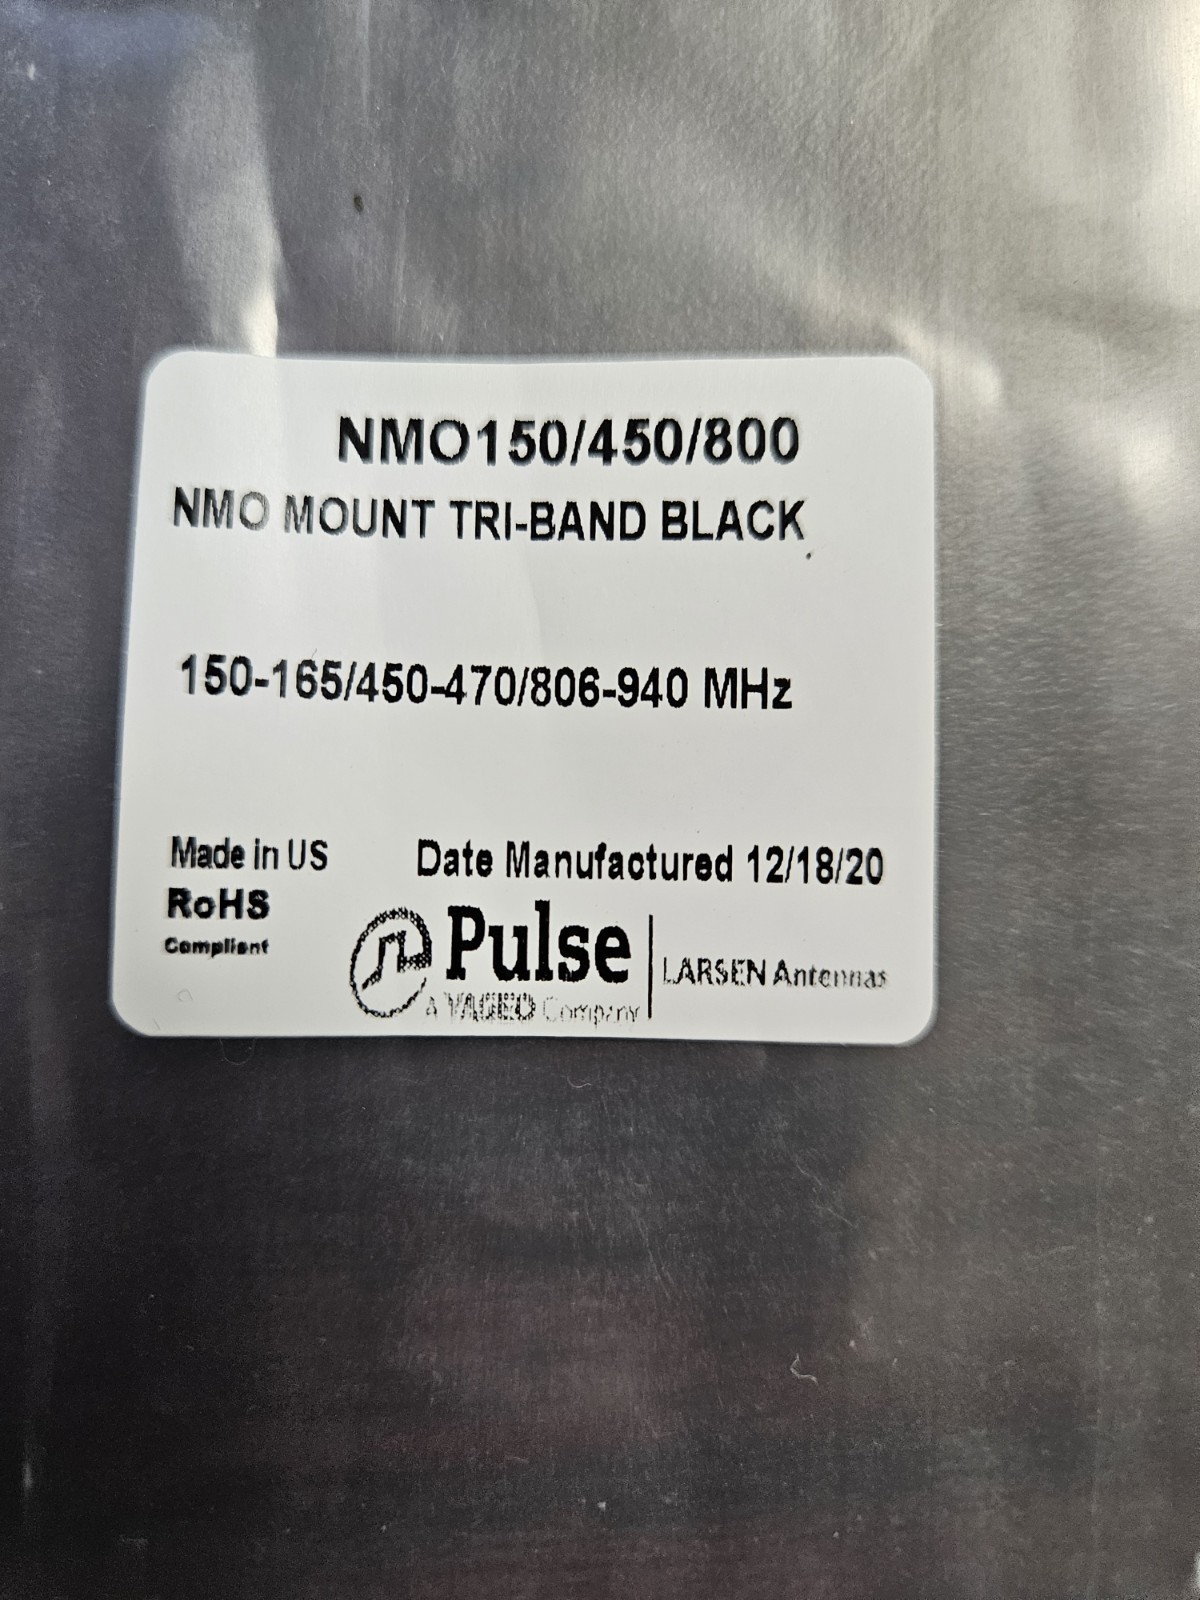 NMO150/450/800
NMO MOUNT TRI-BAND BLACK
150-165/450-470/806-940 MHz
Made in US
Date Manufactured 12/18/20
RoHS
Compliant
Pulse
A YAGEO Company
LARSEN Antennas